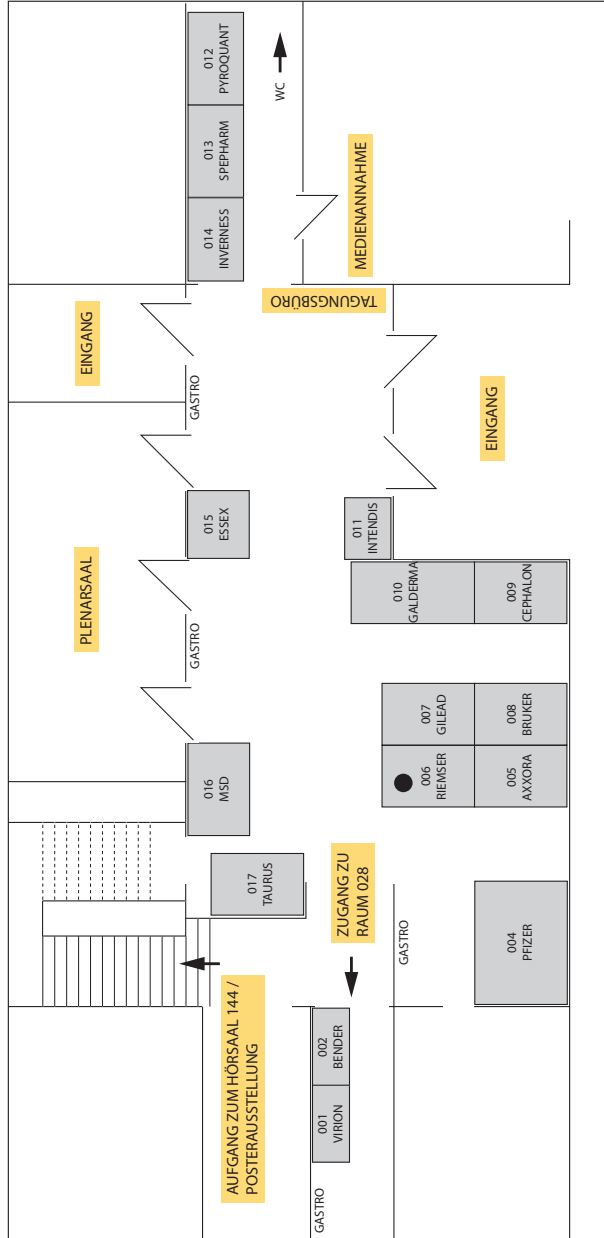 012
PYROQUANT
013
SPEPHARM
014
INVERNESS
WC
MEDIENANNAHME
TAGUNGSBÜRO
EINGANG
GASTRO
EINGANG
PLENARSAAL
015
ESSEX
011
INTENDIS
GASTRO
010
GALDERMA
009
CEPHALON
016
MSD
007
GILEAD
008
BRUKER
006
RIEMSER
005
AXXORA
017
TAURUS
ZUGANG ZU
RAUM 028
GASTRO
004
PFIZER
AUFGANG ZUM HÖRSAAL 144 /
POSTERAUSSTELLUNG
002
BENDER
001
VIRION
GASTRO